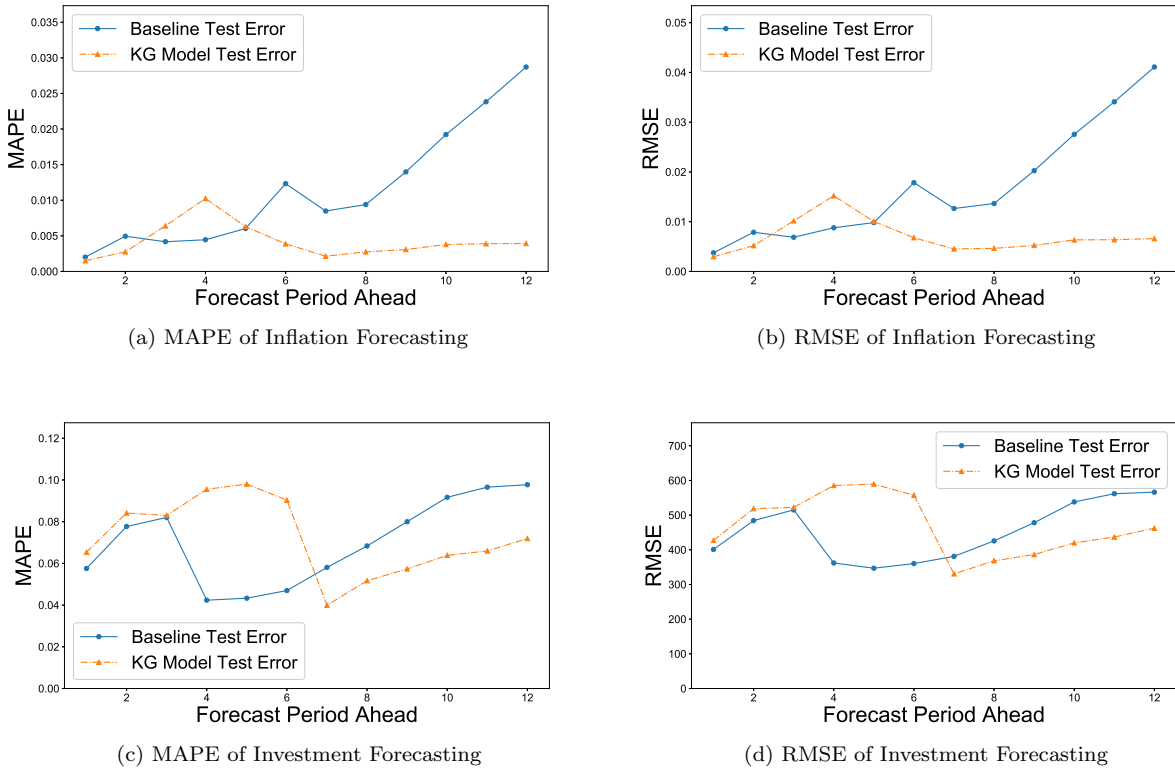 0.035
0.030
0.025
0.020
0.015
0.010
0.005
0.000
MAPE
Baseline Test Error
KG Model Test Error
2 4 6 8 10 12
Forecast Period Ahead
(a) MAPE of Inflation Forecasting
0.05
0.04
0.03
0.02
0.01
0.00
RMSE
Baseline Test Error
KG Model Test Error
2 4 6 8 10 12
Forecast Period Ahead
(b) RMSE of Inflation Forecasting
0.12
0.10
0.08
0.06
0.04
0.02
0.00
MAPE
Baseline Test Error
KG Model Test Error
2 4 6 8 10 12
Forecast Period Ahead
(c) MAPE of Investment Forecasting
700
600
500
400
300
200
100
0
RMSE
Baseline Test Error
KG Model Test Error
2 4 6 8 10 12
Forecast Period Ahead
(d) RMSE of Investment Forecasting